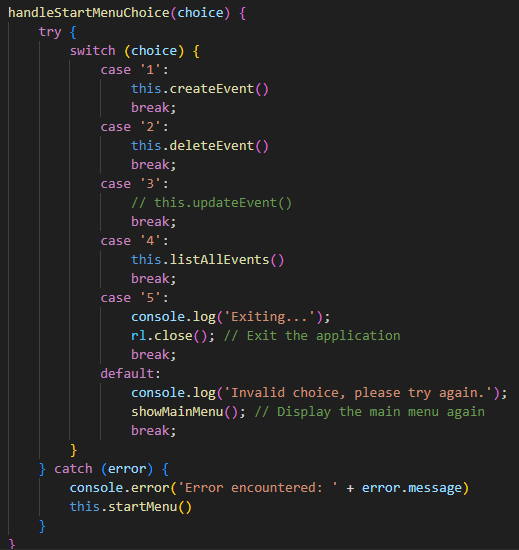 handleStartMenuChoice(choice) {
    try {
        switch (choice) {
            case '1':
                this.createEvent()
                break;
            case '2':
                this.deleteEvent()
                break;
            case '3':
                // this.updateEvent()
                break;
            case '4':
                this.listAllEvents()
                break;
            case '5':
                console.log('Exiting...');
                rl.close(); // Exit the application
                break;
            default:
                console.log('Invalid choice, please try again.');
                showMainMenu(); // Display the main menu again
                break;
        }
    } catch (error) {
        console.error('Error encountered: ' + error.message)
        this.startMenu()
    }
}